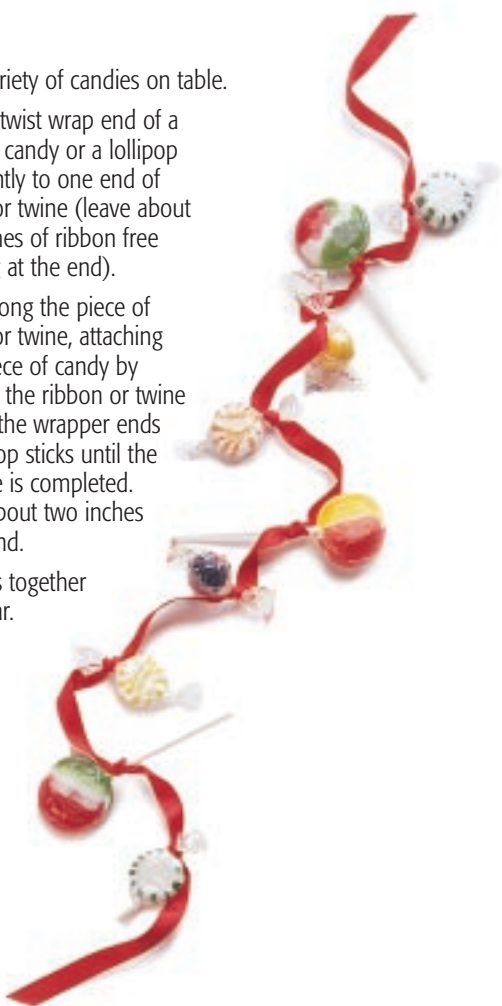 riety of candies on table.
twist wrap end of a
candy or a lollipop
ntly to one end of
or twine (leave about
nes of ribbon free
g at the end).
ong the piece of
or twine, attaching
ece of candy by
the ribbon or twine
the wrapper ends
op sticks until the
e is completed.
bout two inches
nd.
s together
ar.